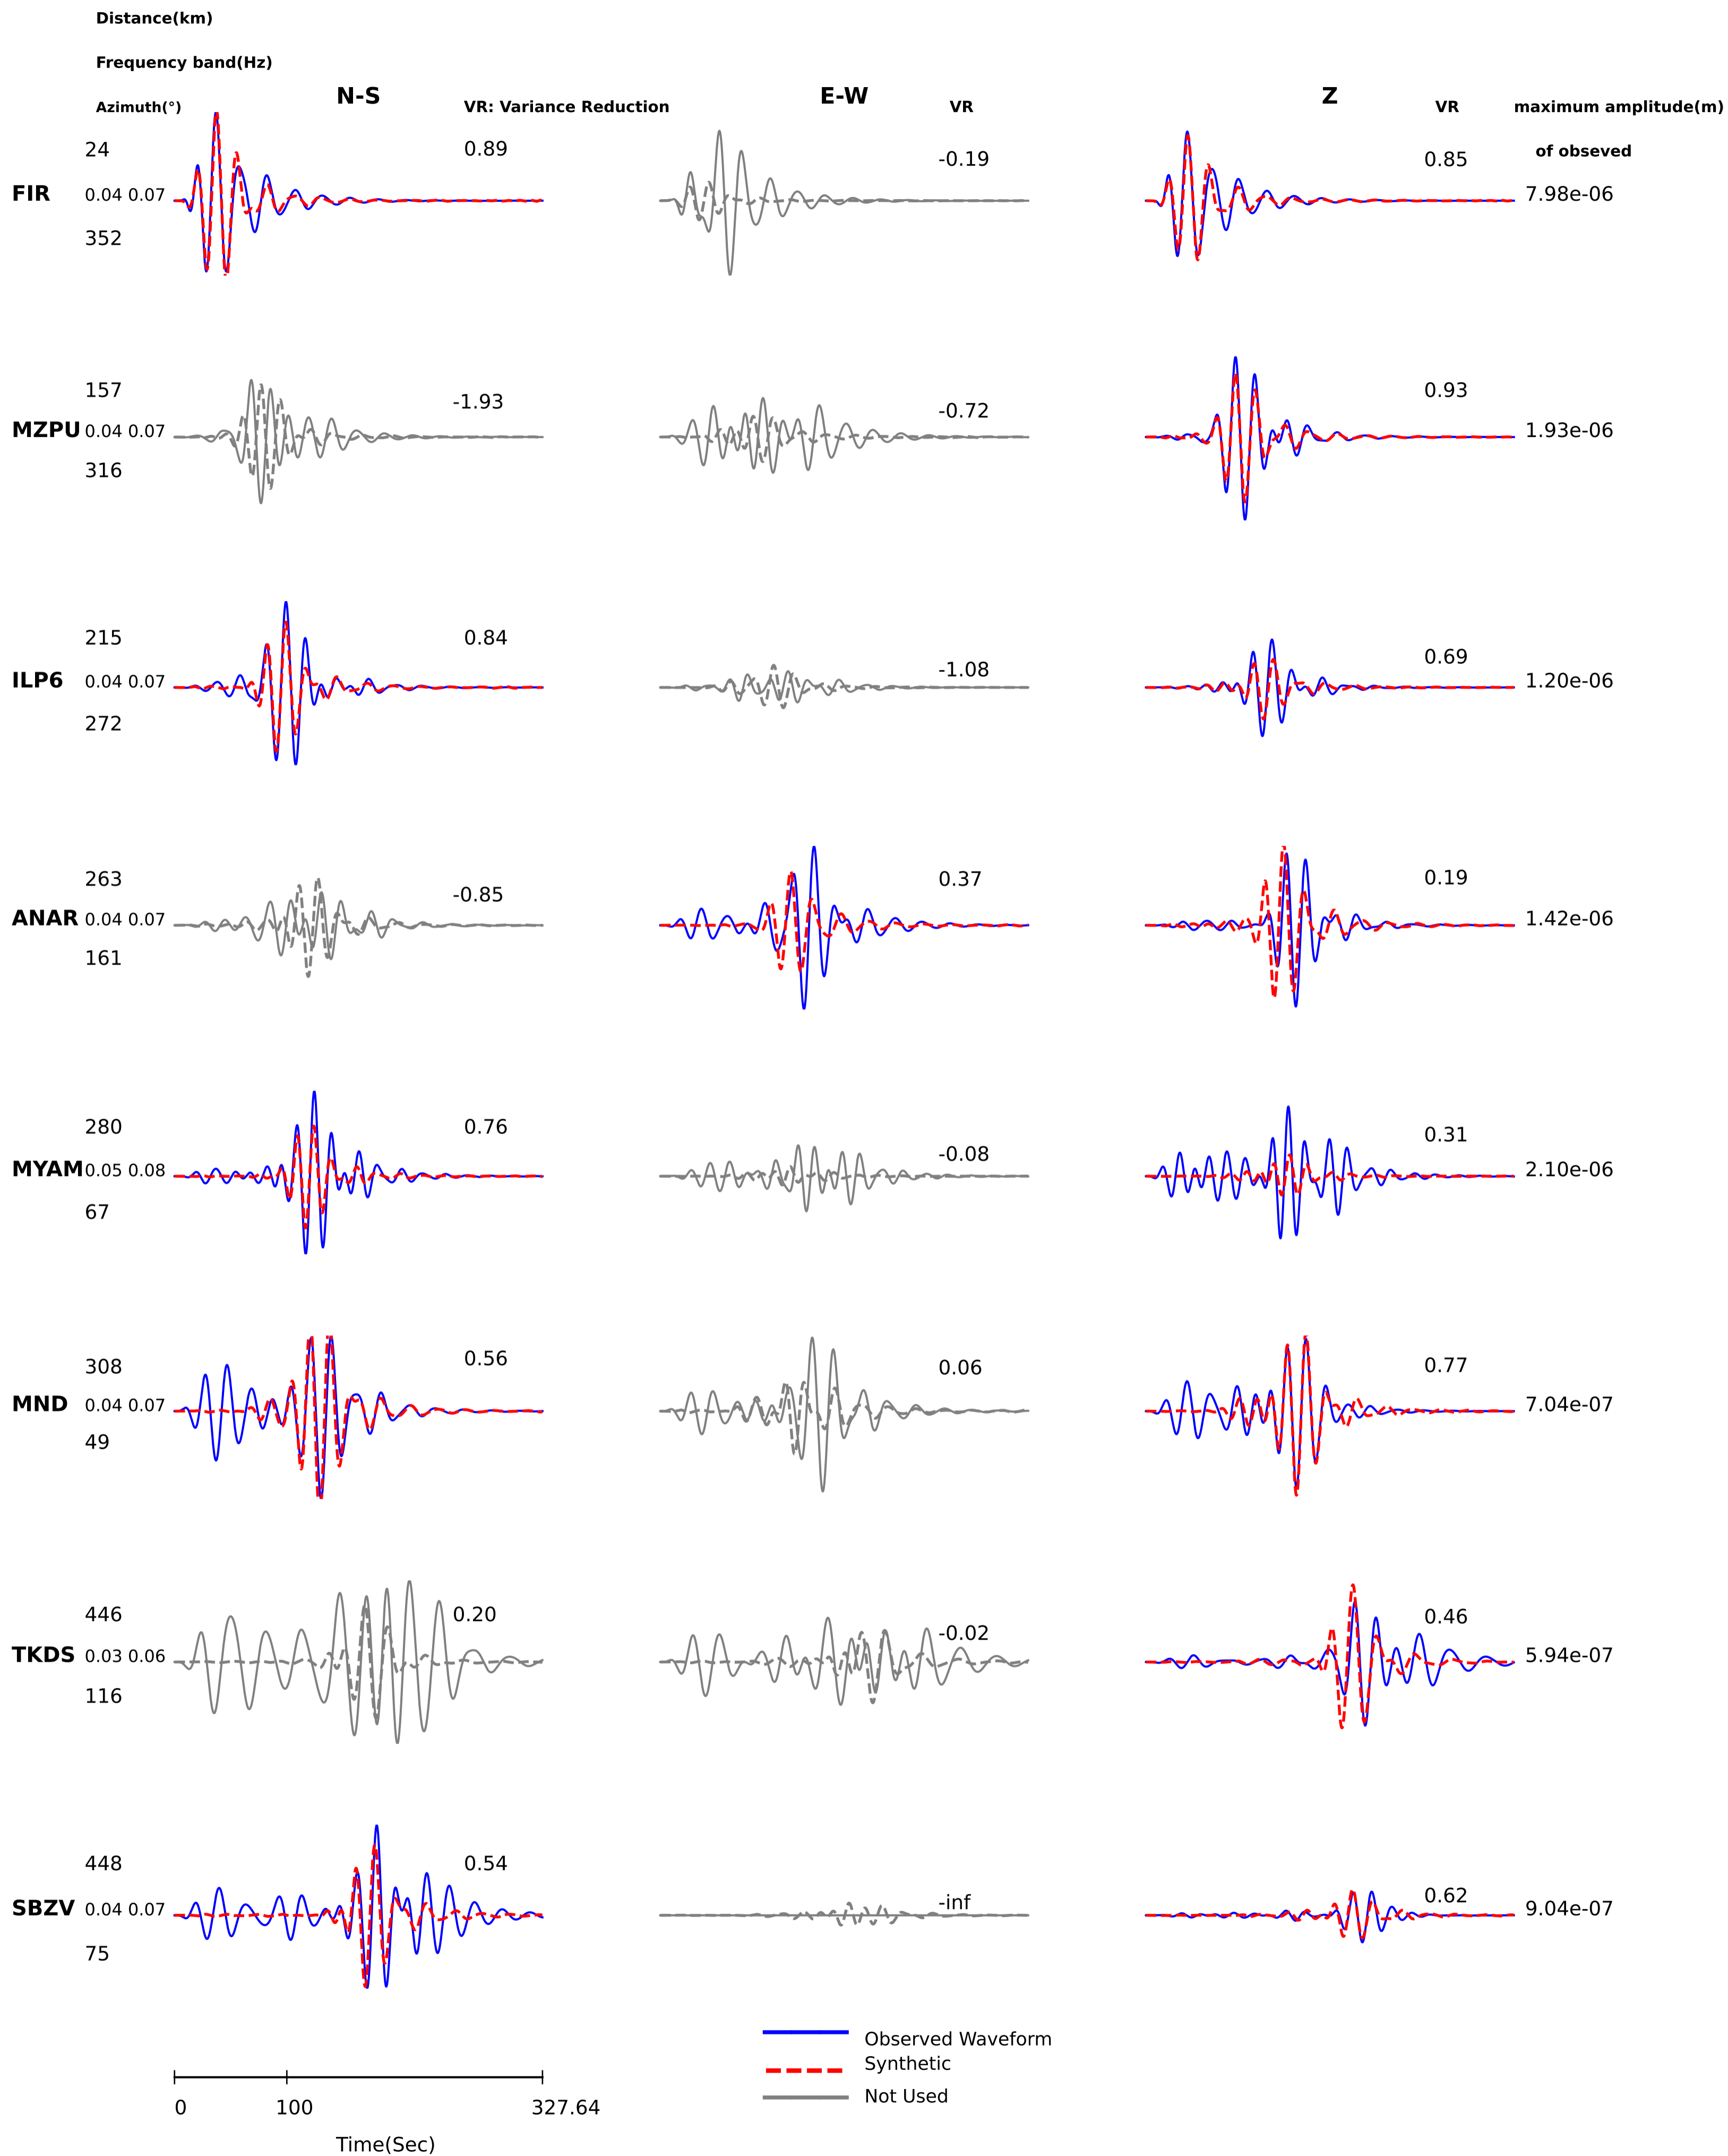 Distance(km)
Frequency band(Hz)
Azimuth(°) N-S VR: Variance Reduction E-W VR Z VR maximum amplitude(m)
of obseved
24 0.89 -0.19 0.85
FIR 0.04 0.07 7.98e-06
352
157 -1.93 -0.72 0.93
MZPU 0.04 0.07 1.93e-06
316
215 0.84 -1.08 0.69
ILP6 0.04 0.07 1.20e-06
272
263 -0.85 0.37 0.19
ANAR 0.04 0.07 1.42e-06
161
280 0.76 -0.08 0.31
MYAM 0.05 0.08 2.10e-06
67
308 0.56 0.06 0.77
MND 0.04 0.07 7.04e-07
49
446 0.20 -0.02 0.46
TKDS 0.03 0.06 5.94e-07
116
448 0.54 -inf 0.62
SBZV 0.04 0.07 9.04e-07
75
Observed Waveform
Synthetic
Not Used
0 100 327.64
Time(Sec)